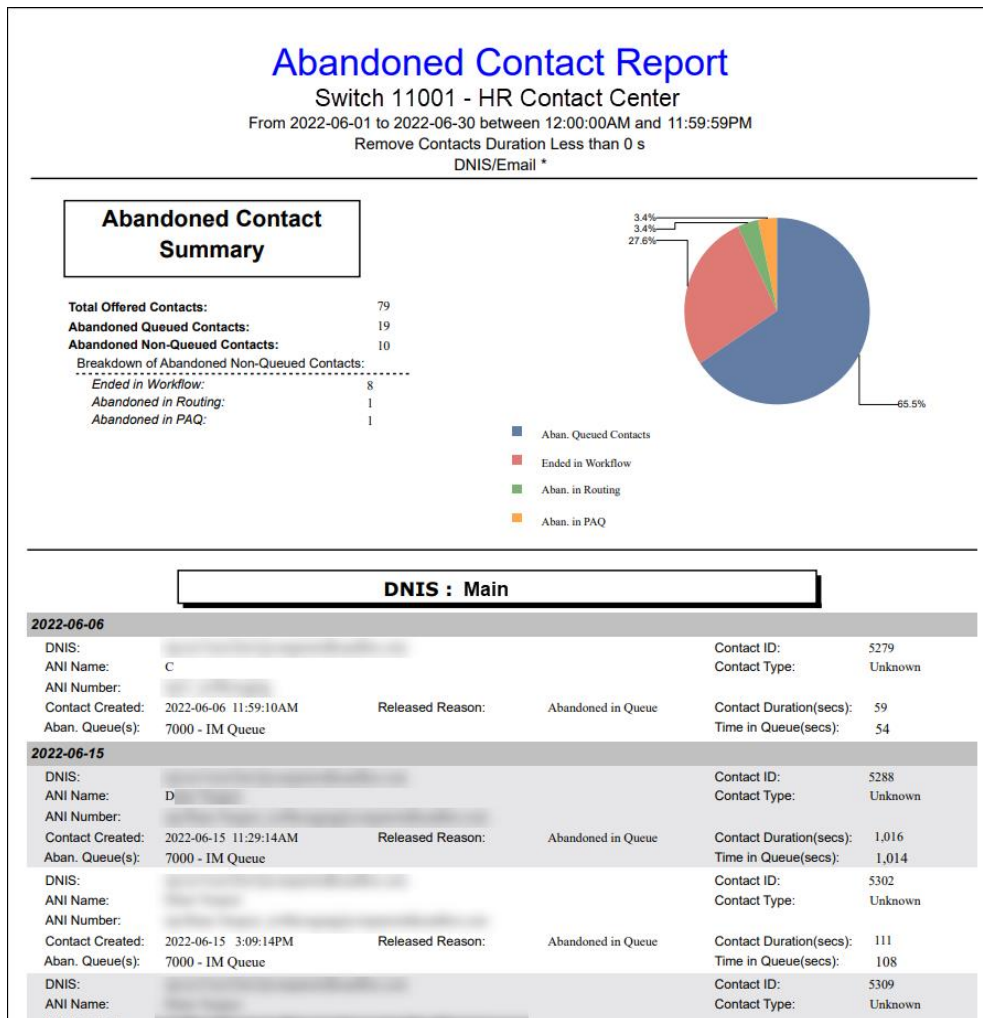 Abandoned Contact Report
Switch 11001 - HR Contact Center
From 2022-06-01 to 2022-06-30 between 12:00:00AM and 11:59:59PM
Remove Contacts Duration Less than 0 s
DNIS/Email *
Abandoned Contact
Summary
Total Offered Contacts: 79
Abandoned Queued Contacts: 19
Abandoned Non-Queued Contacts: 10
Breakdown of Abandoned Non-Queued Contacts:
Ended in Workflow: 8
Abandoned in Routing: 1
Abandoned in PAQ: 1
3.4%
3.4%
27.6%
65.5%
Aban. Queued Contacts
Ended in Workflow
Aban. in Routing
Aban. in PAQ
DNIS : Main
2022-06-06
DNIS: Contact ID: 5279
ANI Name: C Contact Type: Unknown
ANI Number:
Contact Created: 2022-06-06 11:59:10AM Released Reason: Abandoned in Queue Contact Duration(secs): 59
Aban. Queue(s): 7000 - IM Queue Time in Queue(secs): 54
2022-06-15
DNIS: Contact ID: 5288
ANI Name: D Contact Type: Unknown
ANI Number:
Contact Created: 2022-06-15 11:29:14AM Released Reason: Abandoned in Queue Contact Duration(secs): 1,016
Aban. Queue(s): 7000 - IM Queue Time in Queue(secs): 1,014
DNIS: Contact ID: 5302
ANI Name: Contact Type: Unknown
ANI Number:
Contact Created: 2022-06-15 3:09:14PM Released Reason: Abandoned in Queue Contact Duration(secs): 111
Aban. Queue(s): 7000 - IM Queue Time in Queue(secs): 108
DNIS: Contact ID: 5309
ANI Name: Contact Type: Unknown